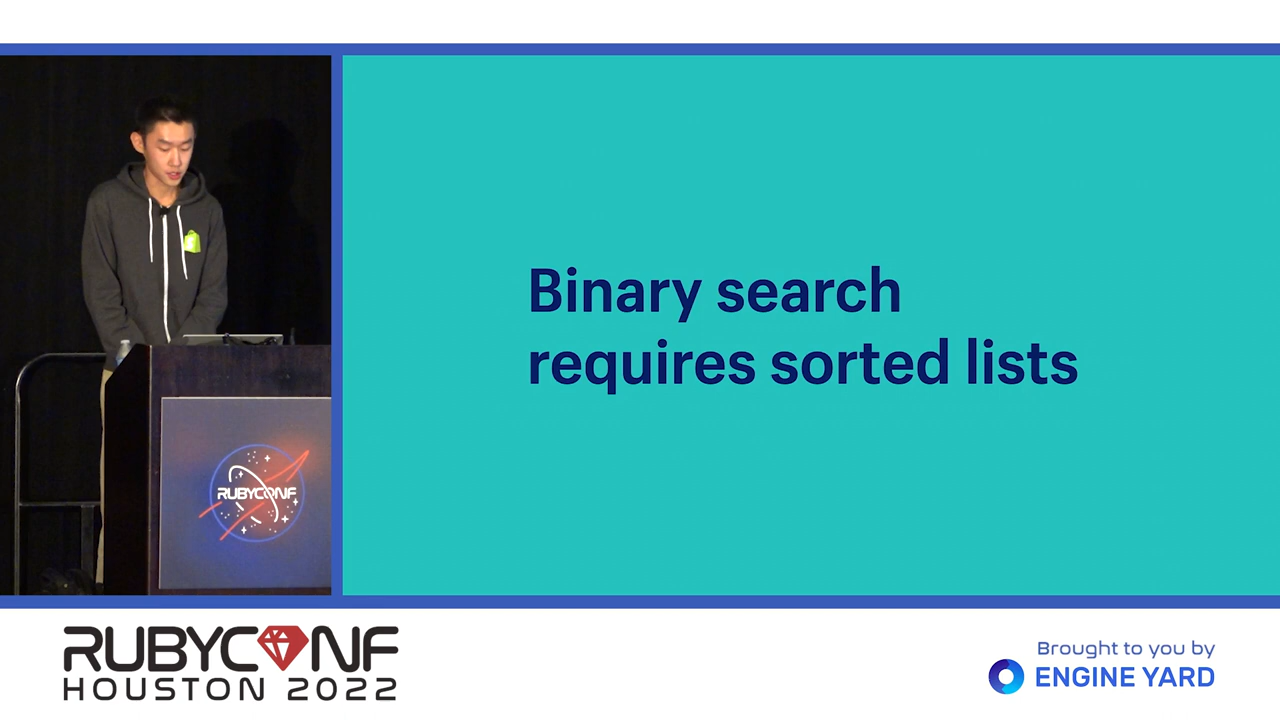 Binary search
requires sorted lists
RUBYCONF
RUBYCONF
HOUSTON 2022
Brought to you by
ENGINE YARD